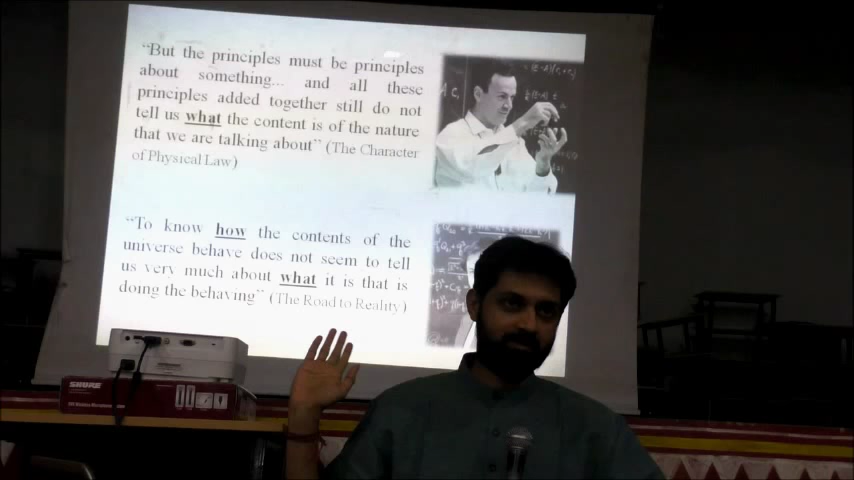 “But the principles must be principles
about something... and all these
principles added together still do not
tell us what the content is of the nature
that we are talking about” (The Character
of Physical Law)
“To know how the contents of the
universe behave does not seem to tell
us very much about what it is that is
doing the behaving” (The Road to Reality)
SHURE